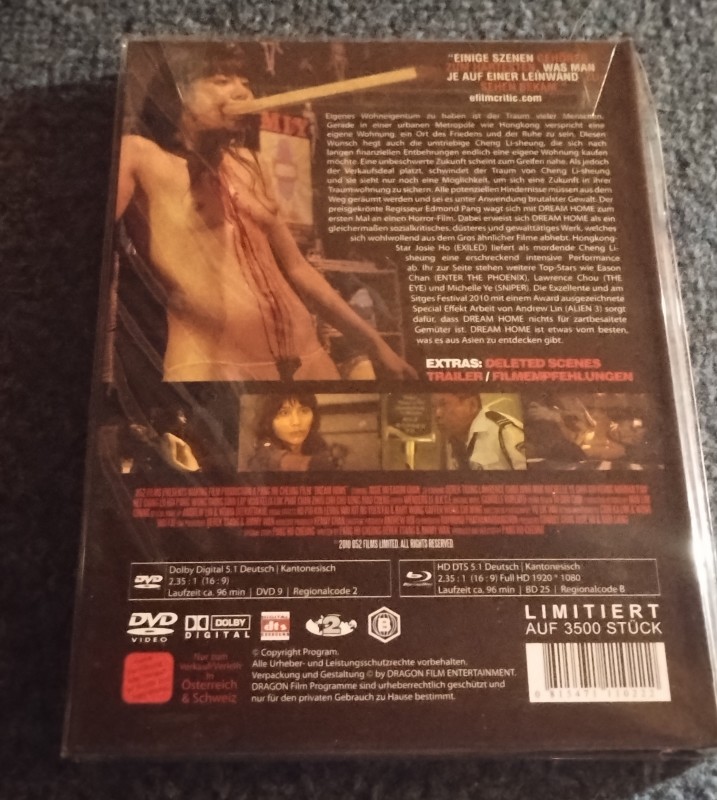 "EINIGE SZENEN GEHÖREN
WAS MAN
JE AUF EINER LEINWAND ZU
SEHEN BEKAM."
efilmcritic.com
Eigenes Wohneigentum zu haben ist der Traum vieler Menschen.
Gerade in einer urbanen Metropole wie Hongkong verspricht eine
eigene Wohnung, ein Ort des Friedens und der Ruhe zu sein. Diesen
Wunsch hegt auch die umtriebige Cheng Li-sheung, die sich nach
langen finanziellen Entbehrungen endlich eine eigene Wohnung kaufen
möchte. Eine unbeschwerte Zukunft scheint zum Greifen nahe. Als jedoch
der Verkaufsdeal platzt, schwindet der Traum von Cheng Li-sheung
und sie sieht nur noch eine Möglichkeit, um sich eine Zukunft in ihrer
Traumwohnung zu sichern. Alle potenziellen Hindernisse müssen aus dem
Weg geräumt werden und sei es unter Anwendung brutalster Gewalt. Der
preisgekrönte Regisseur Edmond Pang wagt sich mit DREAM HOME zum
ersten Mal an einen Horror-Film. Dabei erweist sich DREAM HOME als ein
gleichermaßen sozialkritisches, düsteres und gewalttätiges Werk, welches
sich wohlwollend aus dem Gros ähnlicher Filme abhebt. Hongkong-
Star Josie Ho (EXILED) liefert als mordende Cheng Li-
sheung eine erschreckend intensive Performance
ab. Ihr zur Seite stehen weitere Top-Stars wie Eason
Chan (ENTER THE PHOENIX), Lawrence Chou (THE
EYE) und Michelle Ye (SNIPER). Die Exzellente und am
Sitges Festival 2010 mit einem Award ausgezeichnete
Special Effekt Arbeit von Andrew Lin (ALIEN 3) sorgt
dafür, dass DREAM HOME nichts für zartbesaitete
Gemüter ist. DREAM HOME ist etwas vom besten,
was es aus Asien zu entdecken gibt.
EXTRAS: DELETED SCENES
TRAILER / FILMEMPFEHLUNGEN
© 2010 852 FILMS LIMITED. ALL RIGHTS RESERVED.
DVD
Dolby Digital 5.1 Deutsch | Kantonesisch
2,35 : 1 (16 : 9)
Laufzeit ca. 96 min | DVD 9 | Regionalcode 2
HD DTS 5.1 Deutsch | Kantonesisch
2,35 : 1 (16 : 9) Full HD 1920 * 1080
Laufzeit ca. 96 min | BD 25 | Regionalcode B
DVD VIDEO
DOLBY DIGITAL
dts
2
B
LIMITIERT
AUF 3500 STÜCK
Nur zum
Verkauf/Verleihe
in
Österreich
& Schweiz
© Copyright Program.
Alle Urheber- und Leistungsschutzrechte vorbehalten.
Verpackung und Gestaltung © by DRAGON FILM ENTERTAINMENT.
DRAGON Film Programme sind urheberrechtlich geschützt und
nur für den privaten Gebrauch zu Hause bestimmt.